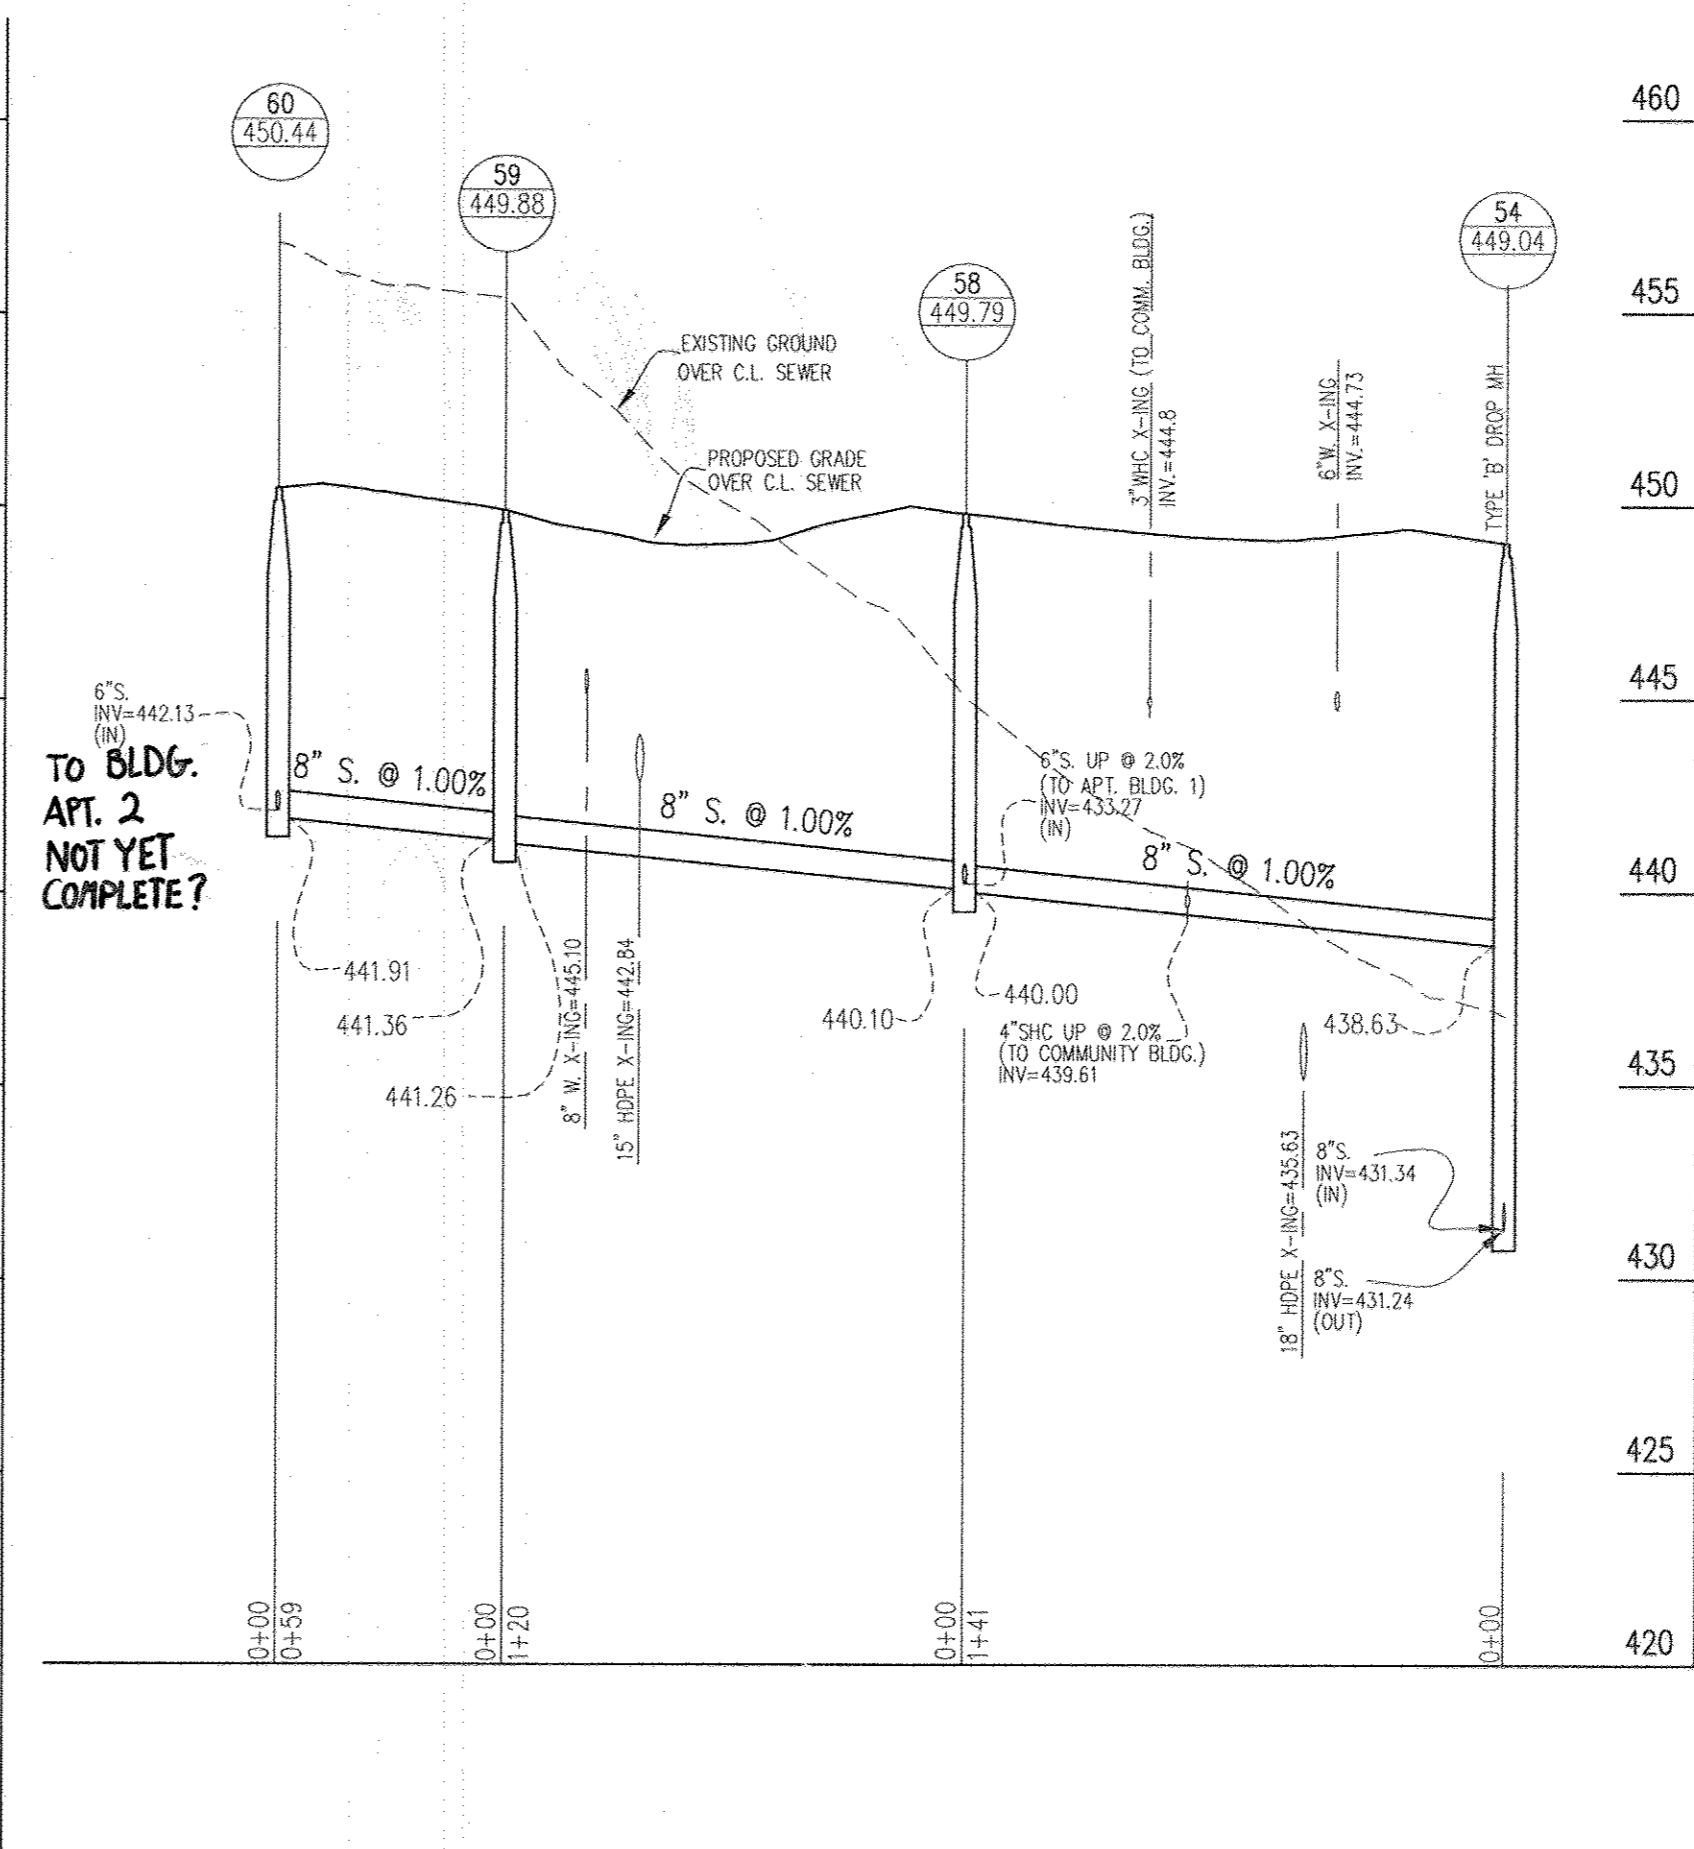 60
450.44
59
449.88
58
449.79
54
449.04
460
455
450
445
440
435
430
425
420
EXISTING GROUND
OVER C.L. SEWER
PROPOSED GRADE
OVER C.L. SEWER
3"WHC X-ING (TO COMM. BLDG.)
INV.=444.8
6"W. X-ING
INV.=444.73
TYPE 'B' DROP MH
6"S.
INV=442.13
(IN)
TO BLDG.
APT. 2
NOT YET
COMPLETE?
8" S. @ 1.00%
8" S. @ 1.00%
8" S. @ 1.00%
6"S. UP @ 2.0%
(TO APT. BLDG. 1)
INV=433.27
(IN)
441.91
441.36
441.26
8" W. X-ING=445.10
15" HDPE X-ING=442.84
440.10
440.00
4"SHC UP @ 2.0%
(TO COMMUNITY BLDG.)
INV=439.61
438.63
18" HDPE X-ING=435.63
8"S.
INV=431.34
(IN)
8"S.
INV=431.24
(OUT)
0+00
0+59
0+00
1+20
0+00
1+41
0+00